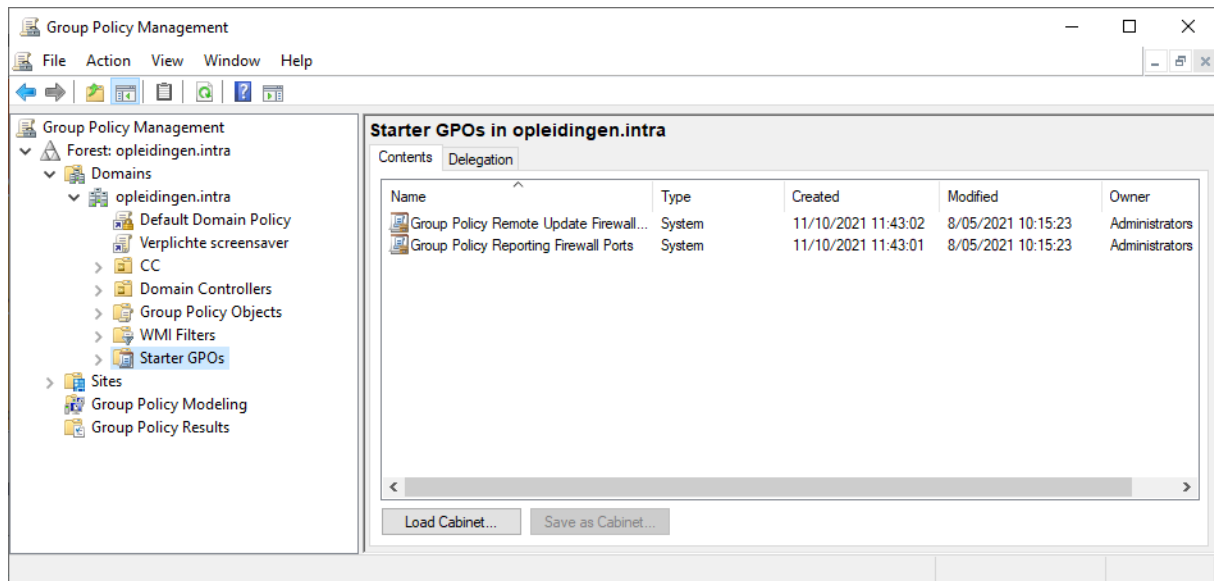 Group Policy Management
File Action View Window Help
Group Policy Management
Forest: opleidingen.intra
Domains
opleidingen.intra
Default Domain Policy
Verplichte screensaver
CC
Domain Controllers
Group Policy Objects
WMI Filters
Starter GPOs
Sites
Group Policy Modeling
Group Policy Results
Starter GPOs in opleidingen.intra
Contents Delegation
Name Type Created Modified Owner
Group Policy Remote Update Firewall... System 11/10/2021 11:43:02 8/05/2021 10:15:23 Administrators
Group Policy Reporting Firewall Ports System 11/10/2021 11:43:01 8/05/2021 10:15:23 Administrators
Load Cabinet... Save as Cabinet...